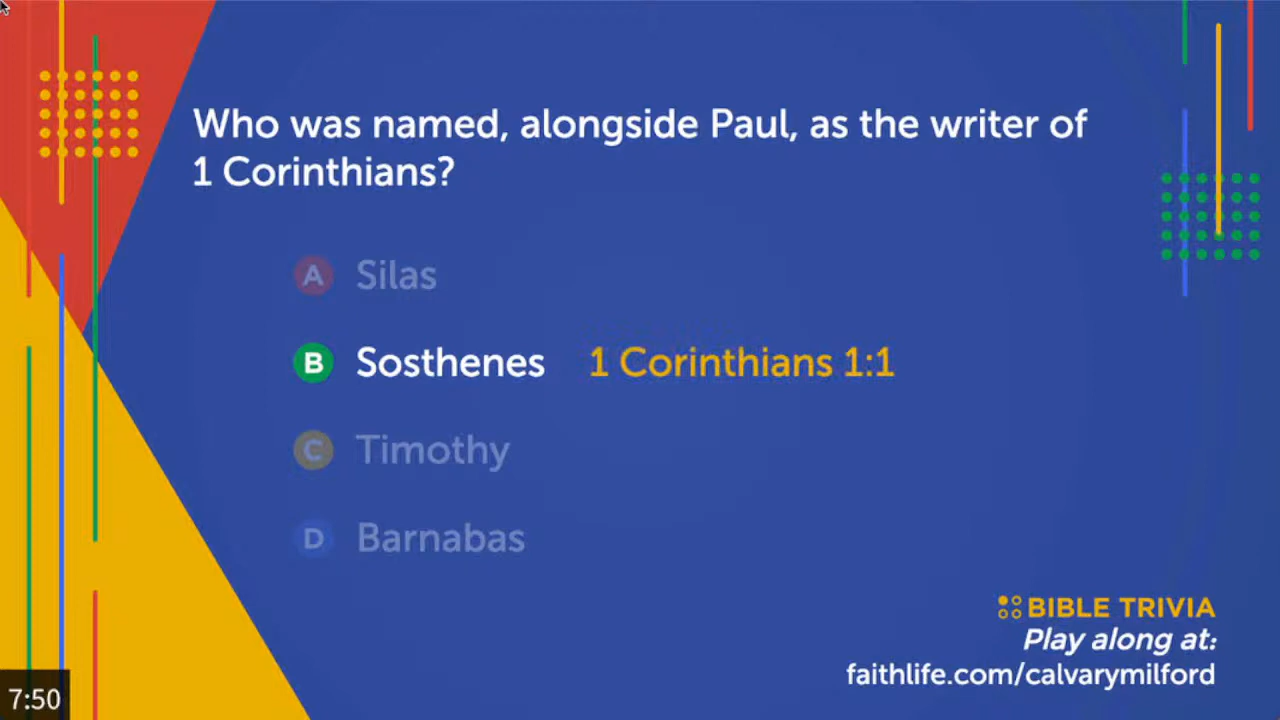 Who was named, alongside Paul, as the writer of
1 Corinthians?
A Silas
B Sosthenes 1 Corinthians 1:1
C Timothy
D Barnabas
BIBLE TRIVIA
Play along at:
faithlife.com/calvarymilford
7:50